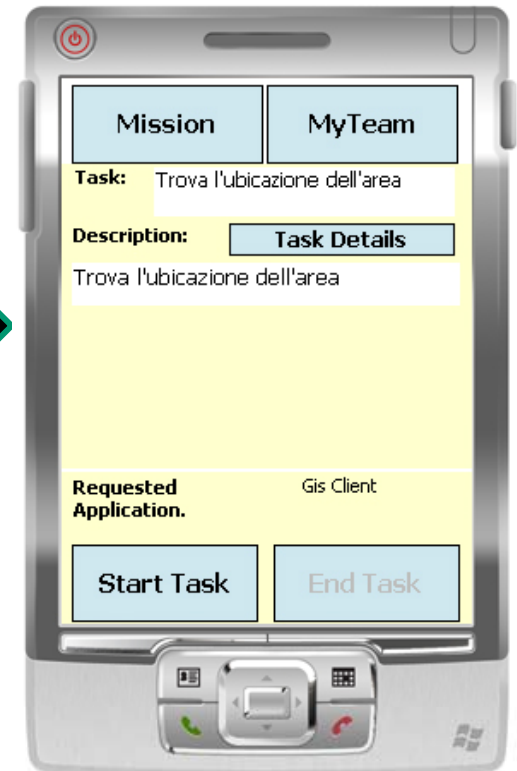 Mission MyTeam
Task: Trova l'ubicazione dell'area
Description: Task Details
Trova l'ubicazione dell'area
Requested Gis Client
Application.
Start Task End Task